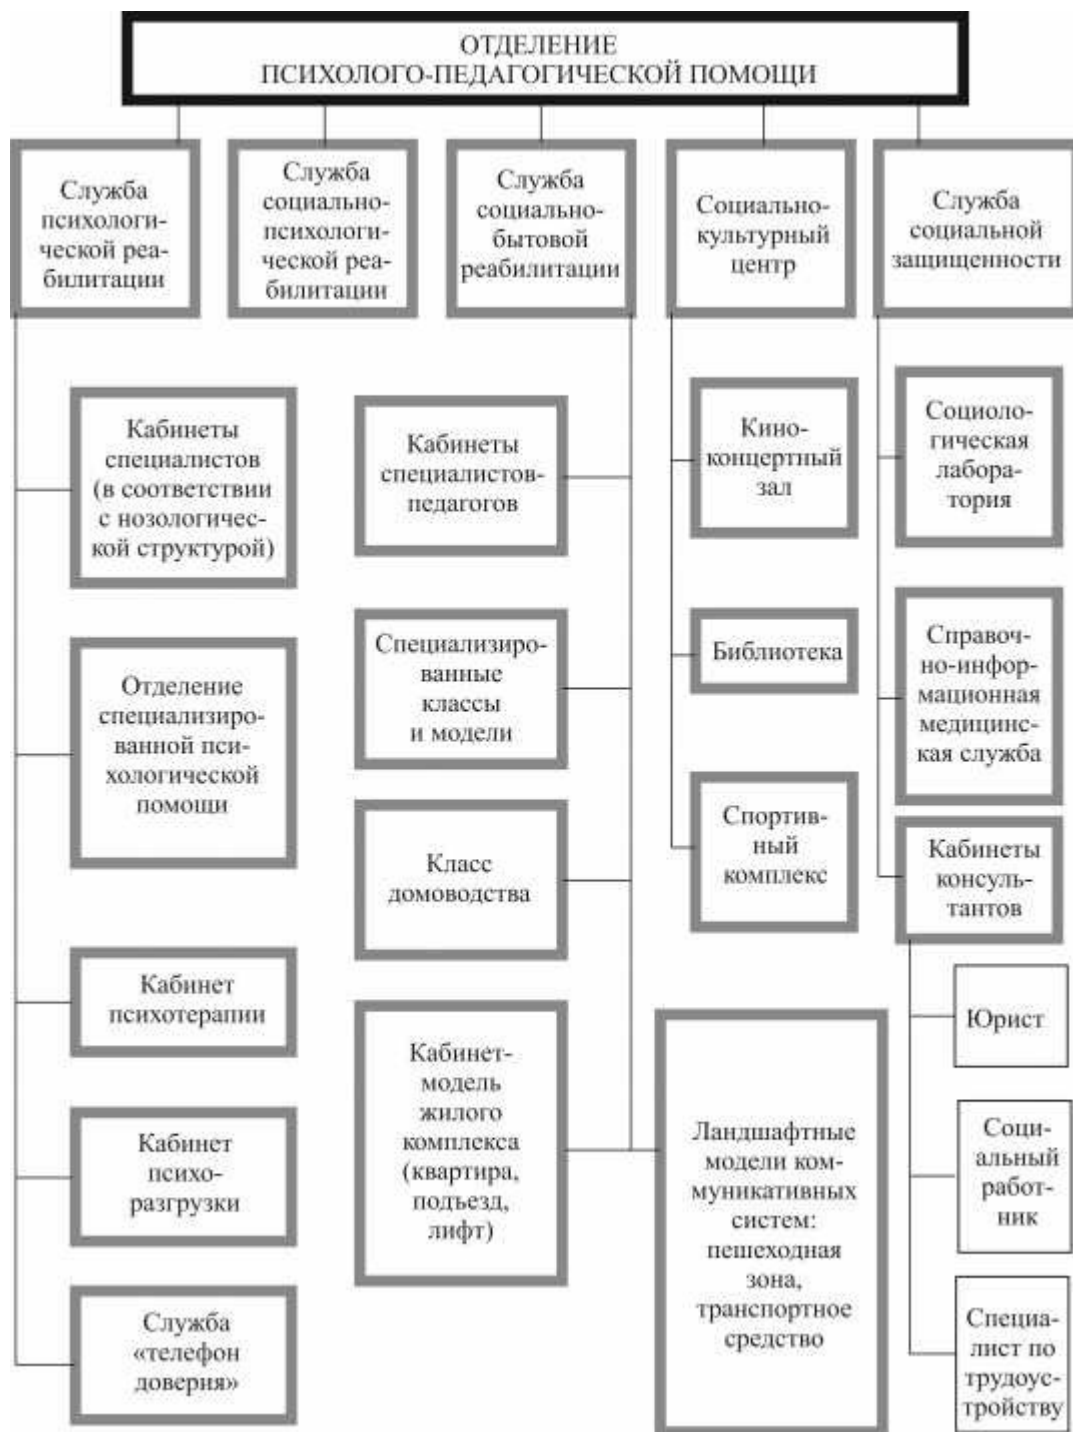 ОТДЕЛЕНИЕ
ПСИХОЛОГО-ПЕДАГОГИЧЕСКОЙ ПОМОЩИ
Служба
психологи-
ческой реа-
билитации
Служба
социально-
психологи-
ческой реа-
билитации
Служба
социально-
бытовой
реабилитации
Социально-
культурный
центр
Служба
социальной
защищенности
Кабинеты
специалистов
(в соответствии
с нозологичес-
кой структурой)
Отделение
специализиро-
ванной пси-
хологической
помощи
Кабинет
психотерапии
Кабинет
психо-
разгрузки
Служба
«телефон
доверия»
Кабинеты
специалистов-
педагогов
Специализиро-
ванные
классы
и модели
Класс
домоводства
Кабинет-
модель
жилого
комплекса
(квартира,
подъезд,
лифт)
Ландшафтные
модели ком-
муникативных
систем:
пешеходная
зона,
транспортное
средство
Кино-
концертный
зал
Библиотека
Спортив-
ный
комплекс
Социоло-
гическая
лабора-
тория
Справоч-
но-инфор-
мационная
медицинс-
кая служба
Кабинеты
консуль-
тантов
Юрист
Соци-
альный
работ-
ник
Специа-
лист по
трудоус-
тройству